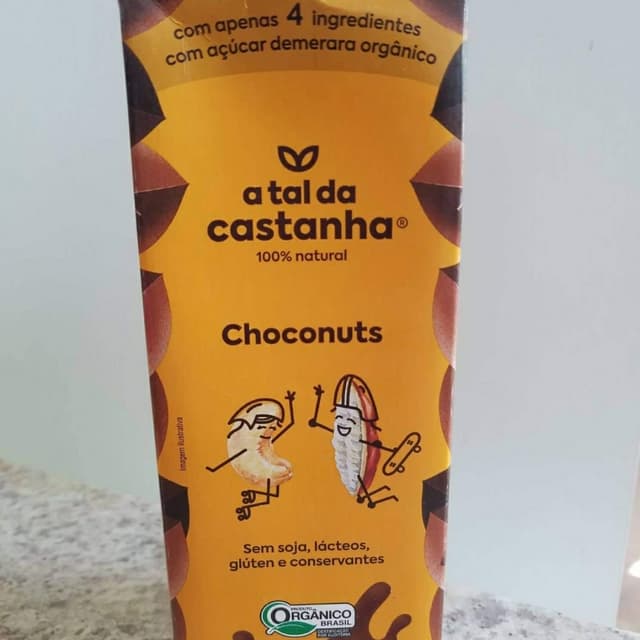 com apenas 4 ingredientes
com açúcar demerara orgânico
a tal da
castanha®
100% natural
Choconuts
Imagem ilustrativa
Sem soja, lácteos,
glúten e conservantes
PRODUTO
ORGÂNICO
BRASIL